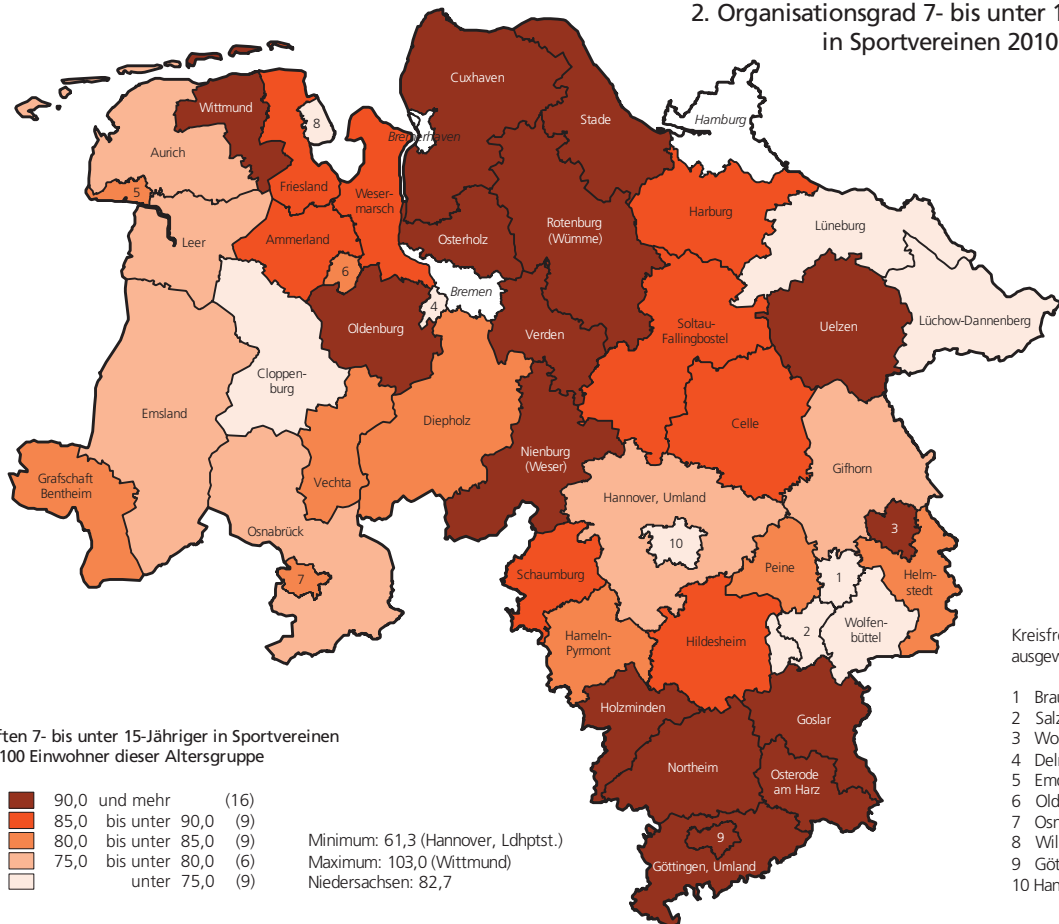 2. Organisationsgrad 7- bis unter 1
in Sportvereinen 2010
Cuxhaven
Wittmund
Stade
Hamburg
8
Bremerhaven
Aurich
5
Friesland
Weser-
marsch
Harburg
Lüneburg
Leer
Ammerland
Osterholz
Rotenburg
(Wümme)
6
Bremen
4
Oldenburg
Verden
Soltau-
Fallingbostel
Uelzen
Lüchow-Dannenberg
Cloppen-
burg
Emsland
Diepholz
Celle
Nienburg
(Weser)
Gifhorn
Grafschaft
Bentheim
Vechta
Hannover, Umland
Osnabrück
3
10
Schaumburg
Peine
1
Helm-
stedt
7
Hameln-
Pyrmont
Hildesheim
2
Wolfen-
büttel
Holzminden
Goslar
Northeim
Osterode
am Harz
9
Göttingen, Umland
ften 7- bis unter 15-Jähriger in Sportvereinen
100 Einwohner dieser Altersgruppe
90,0 und mehr (16)
85,0 bis unter 90,0 (9)
80,0 bis unter 85,0 (9)
75,0 bis unter 80,0 (6)
unter 75,0 (9)
Minimum: 61,3 (Hannover, Ldhptst.)
Maximum: 103,0 (Wittmund)
Niedersachsen: 82,7
Kreisfre
ausgew
1 Brau
2 Salz
3 Wo
4 Deln
5 Emd
6 Old
7 Osn
8 Wil
9 Göt
10 Han